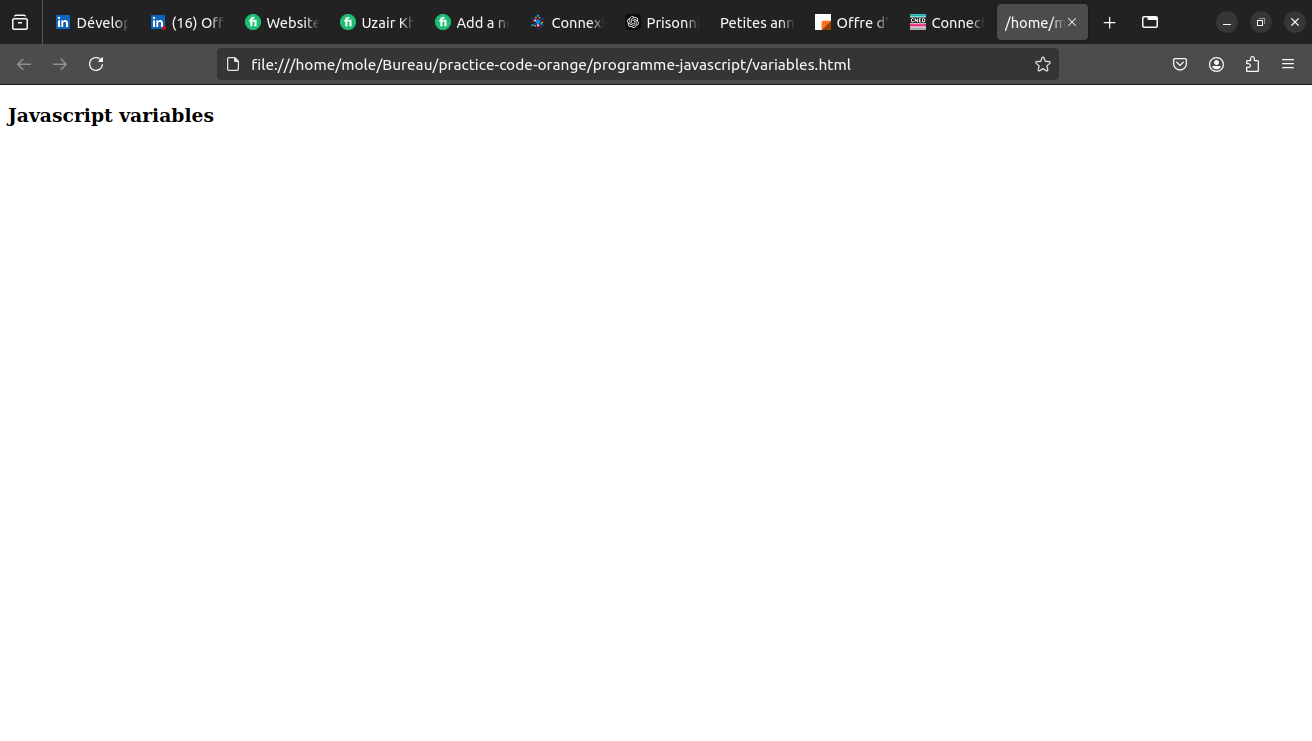 Dévelop (16) Off Website Uzair Kh Add a n Connexi Prisonn Petites ann Offre d' CNED Connect /home/m
file:///home/mole/Bureau/practice-code-orange/programme-javascript/variables.html
Javascript variables